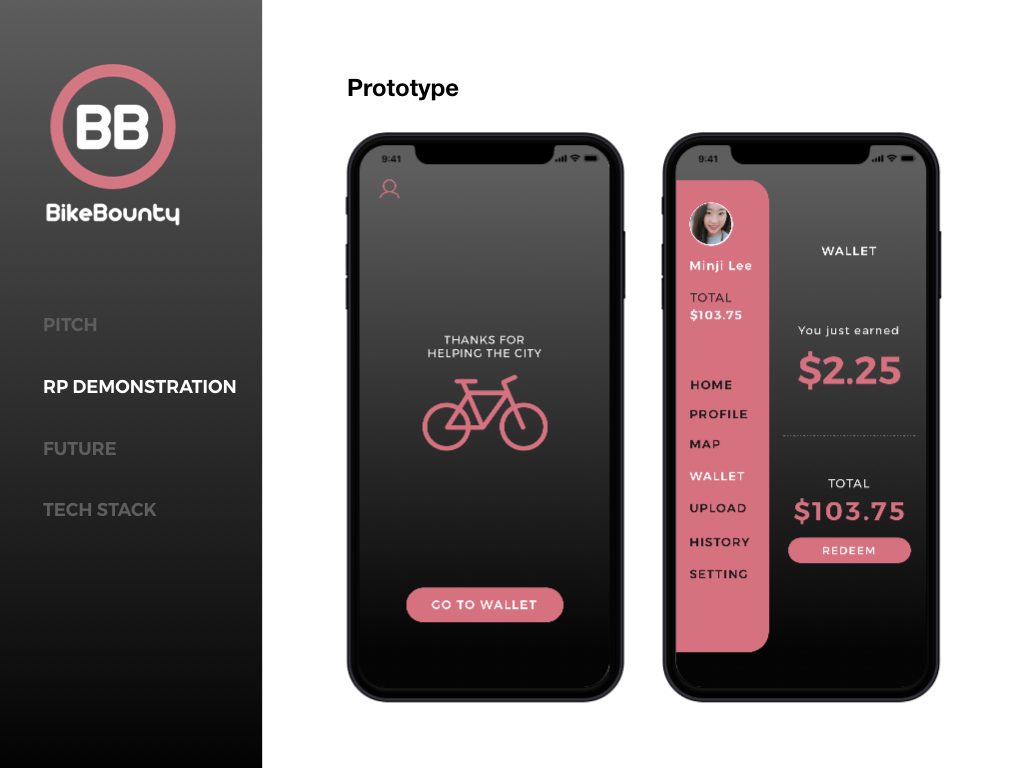 BB
BikeBounty
PITCH
RP DEMONSTRATION
FUTURE
TECH STACK
Prototype
9:41
THANKS FOR
HELPING THE CITY
GO TO WALLET
9:41
Minji Lee
TOTAL
$103.75
HOME
PROFILE
MAP
WALLET
UPLOAD
HISTORY
SETTING
WALLET
You just earned
$2.25
TOTAL
$103.75
REDEEM